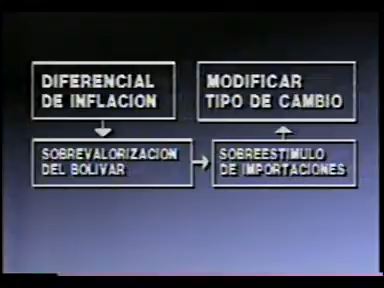 DIFERENCIAL
DE INFLACION
MODIFICAR
TIPO DE CAMBIO
SOBREVALORIZACION
DEL BOLIVAR
SOBREESTIMULO
DE IMPORTACIONES